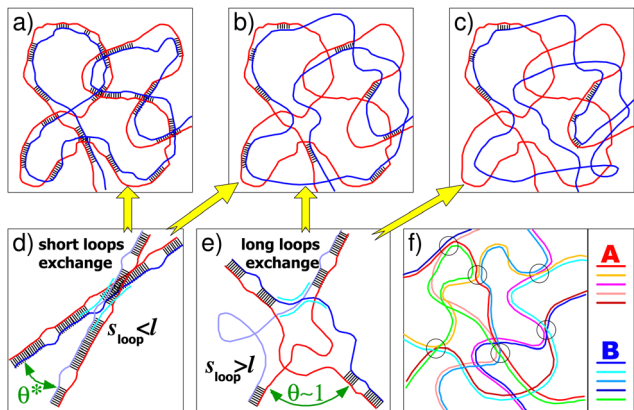 a)
b)
c)
d) short loops
exchange
s_loop<l
θ*
e) long loops
exchange
s_loop>l
θ~1
f)
A
B